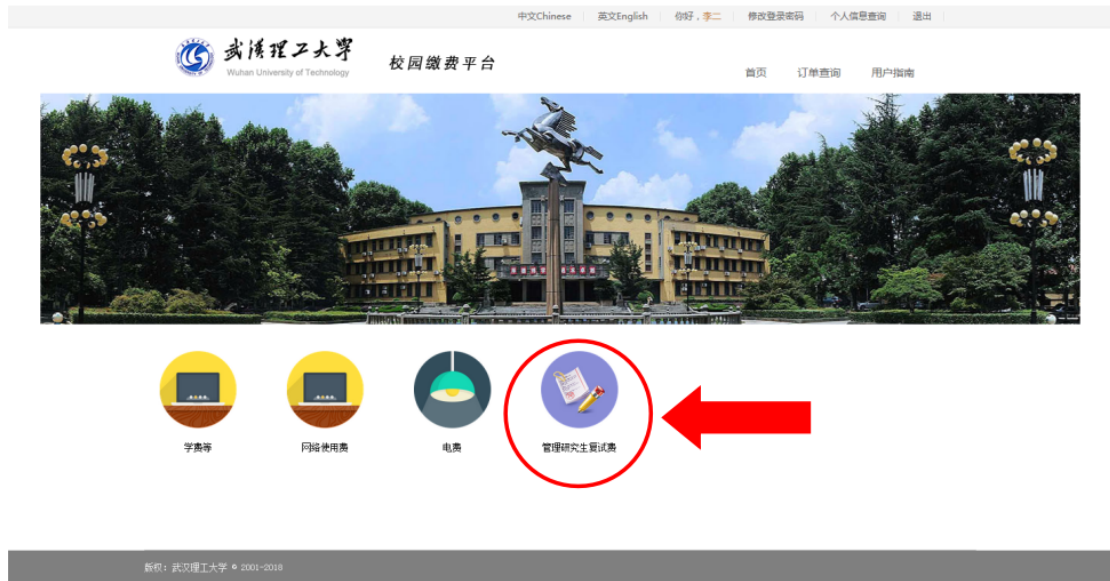 中文Chinese 英文English 你好，李二 修改登录密码 个人信息查询 退出
武汉理工大学
Wuhan University of Technology
校园缴费平台
首页 订单查询 用户指南
学费等 网络使用费 电费 管理研究生复试费
版权：武汉理工大学 © 2001-2018